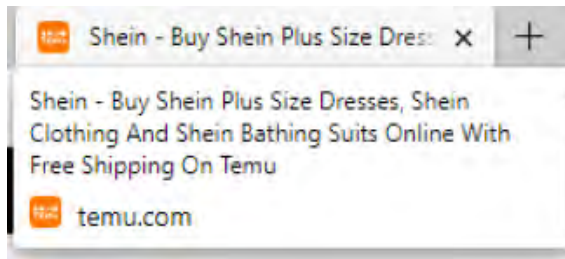 Shein - Buy Shein Plus Size Dres
Shein - Buy Shein Plus Size Dresses, Shein
Clothing And Shein Bathing Suits Online With
Free Shipping On Temu
temu.com